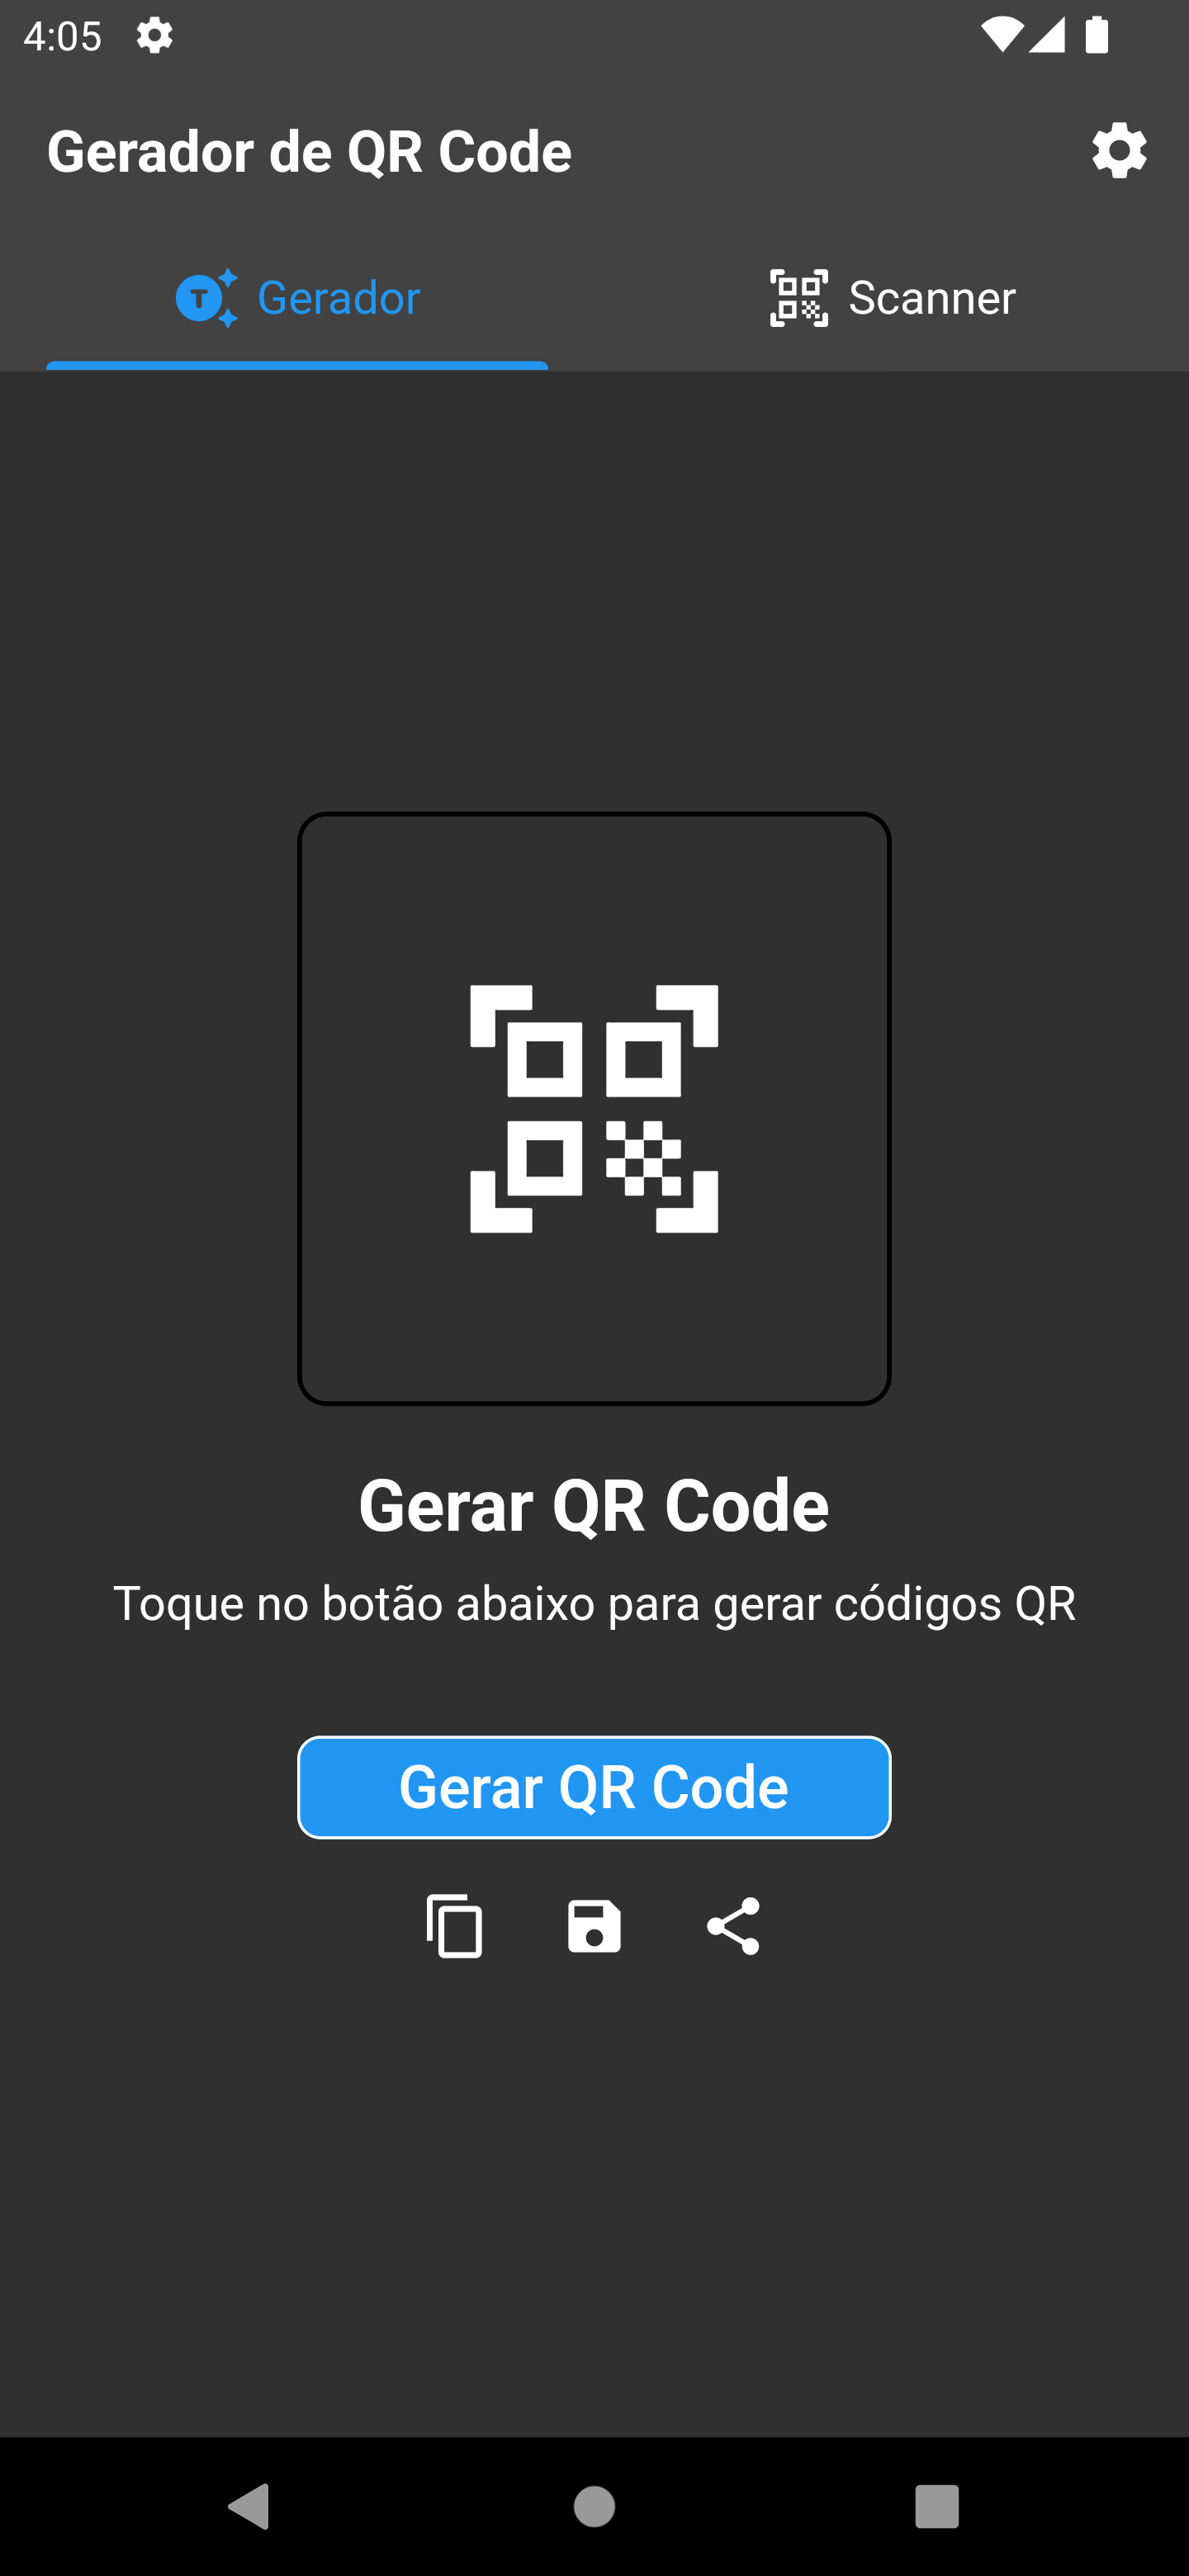 4:05
Gerador de QR Code
Gerador
Scanner
Gerar QR Code
Toque no botão abaixo para gerar códigos QR
Gerar QR Code